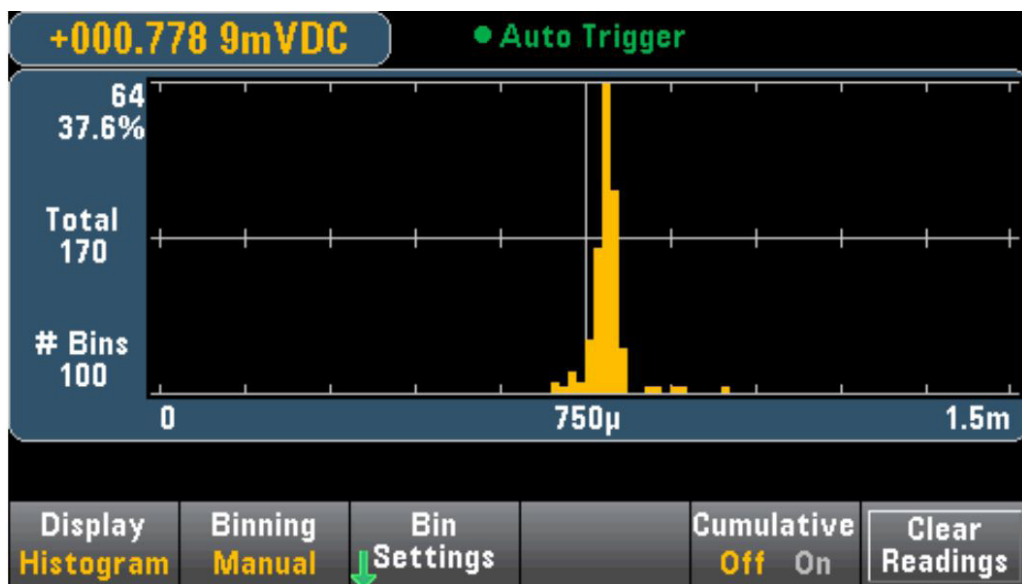 +000.778 9mVDC
Auto Trigger
64
37.6%
Total
170
# Bins
100
0 750µ 1.5m
Display Binning Bin Cumulative Clear
Histogram Manual Settings Off On Readings